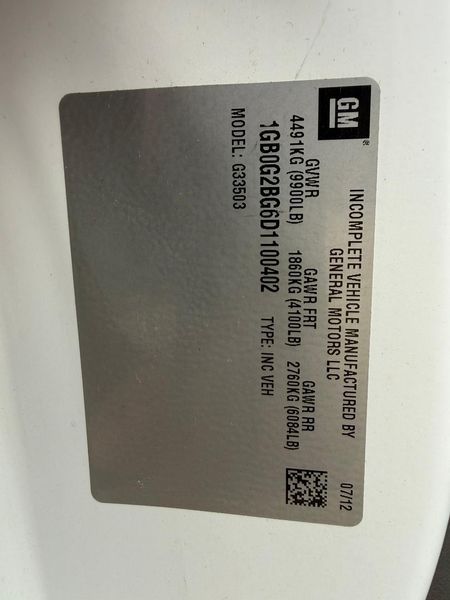 GM®
INCOMPLETE VEHICLE MANUFACTURED BY
GENERAL MOTORS LLC
07/12
GVWR GAWR FRT GAWR RR
4491KG (9900LB) 1860KG (4100LB) 2760KG (6084LB)
1GB0G2BG6D1100402 TYPE: INC VEH
MODEL: G33503